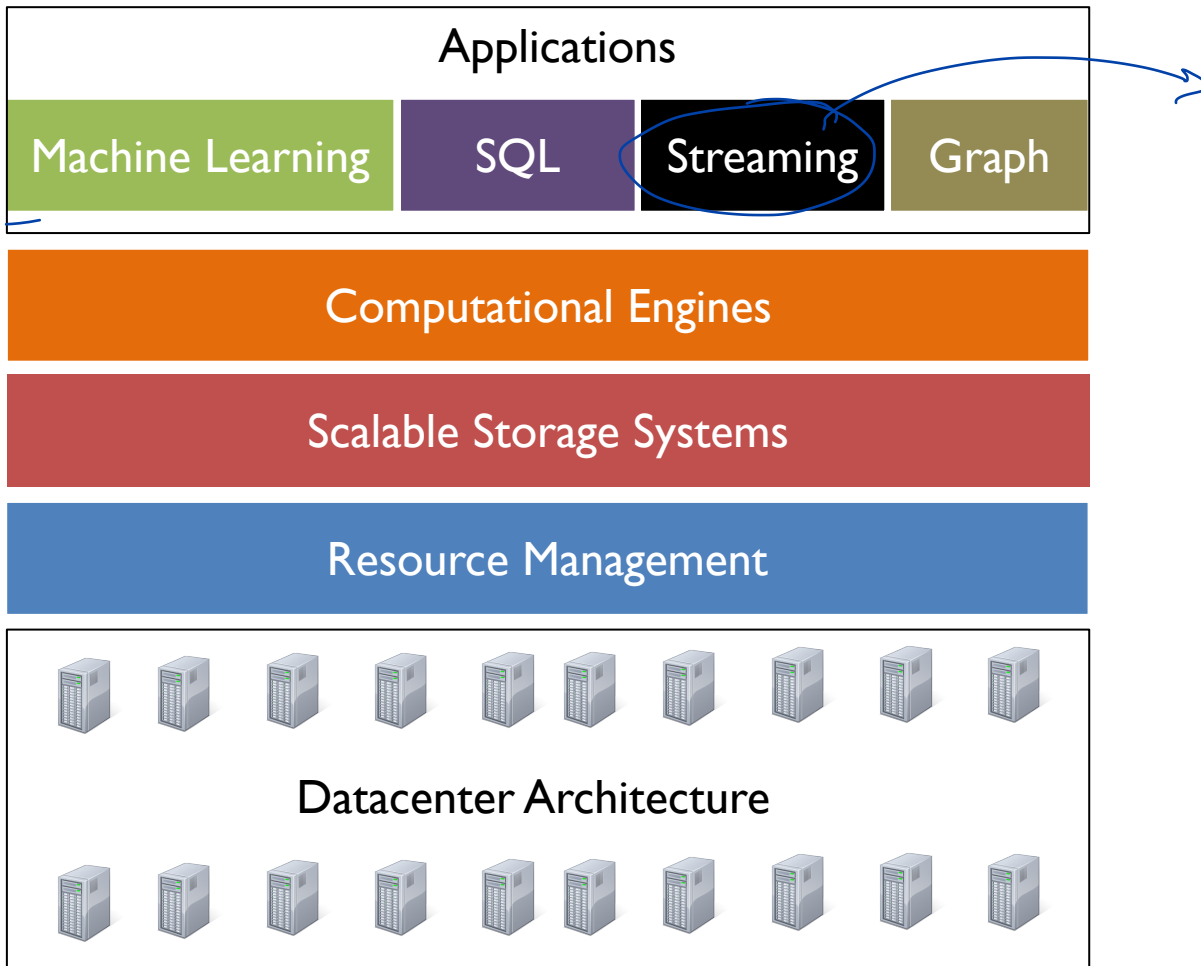 Applications
Machine Learning SQL Streaming Graph
Computational Engines
Scalable Storage Systems
Resource Management
Datacenter Architecture